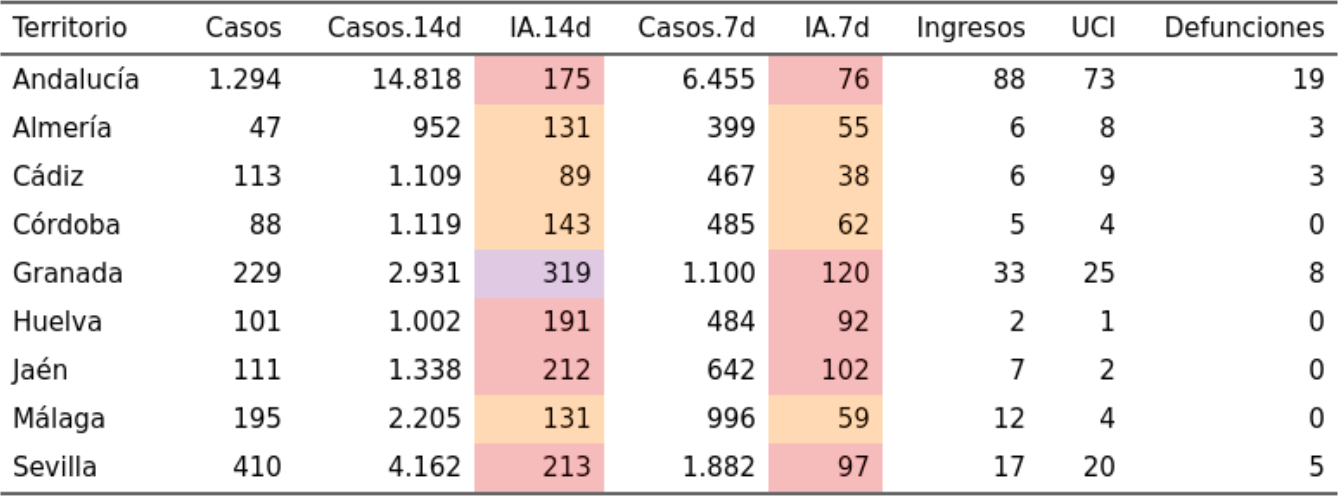 Territorio Casos Casos.14d IA.14d Casos.7d IA.7d Ingresos UCI Defunciones
Andalucía 1.294 14.818 175 6.455 76 88 73 19
Almería 47 952 131 399 55 6 8 3
Cádiz 113 1.109 89 467 38 6 9 3
Córdoba 88 1.119 143 485 62 5 4 0
Granada 229 2.931 319 1.100 120 33 25 8
Huelva 101 1.002 191 484 92 2 1 0
Jaén 111 1.338 212 642 102 7 2 0
Málaga 195 2.205 131 996 59 12 4 0
Sevilla 410 4.162 213 1.882 97 17 20 5